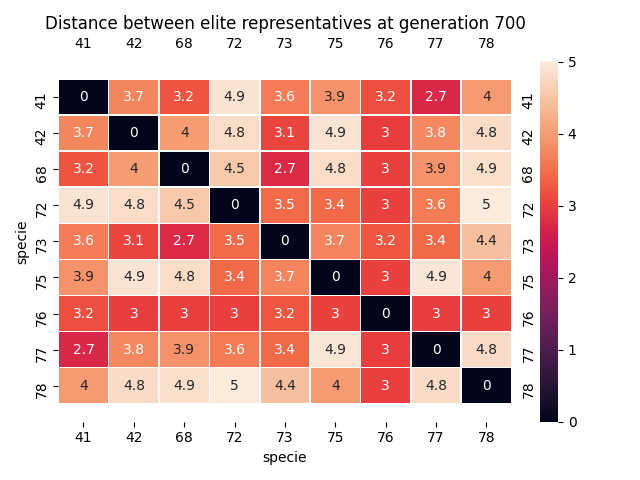 Distance between elite representatives at generation 700
41 42 68 72 73 75 76 77 78
5
41 0 3.7 3.2 4.9 3.6 3.9 3.2 2.7 4 41
42 3.7 0 4 4.8 3.1 4.9 3 3.8 4.8 42
4
68 3.2 4 0 4.5 2.7 4.8 3 3.9 4.9 68
72 4.9 4.8 4.5 0 3.5 3.4 3 3.6 5 72
3
specie
73 3.6 3.1 2.7 3.5 0 3.7 3.2 3.4 4.4 73
75 3.9 4.9 4.8 3.4 3.7 0 3 4.9 4 75
2
76 3.2 3 3 3 3.2 3 0 3 3 76
77 2.7 3.8 3.9 3.6 3.4 4.9 3 0 4.8 77
1
78 4 4.8 4.9 5 4.4 4 3 4.8 0 78
0
41 42 68 72 73 75 76 77 78
specie